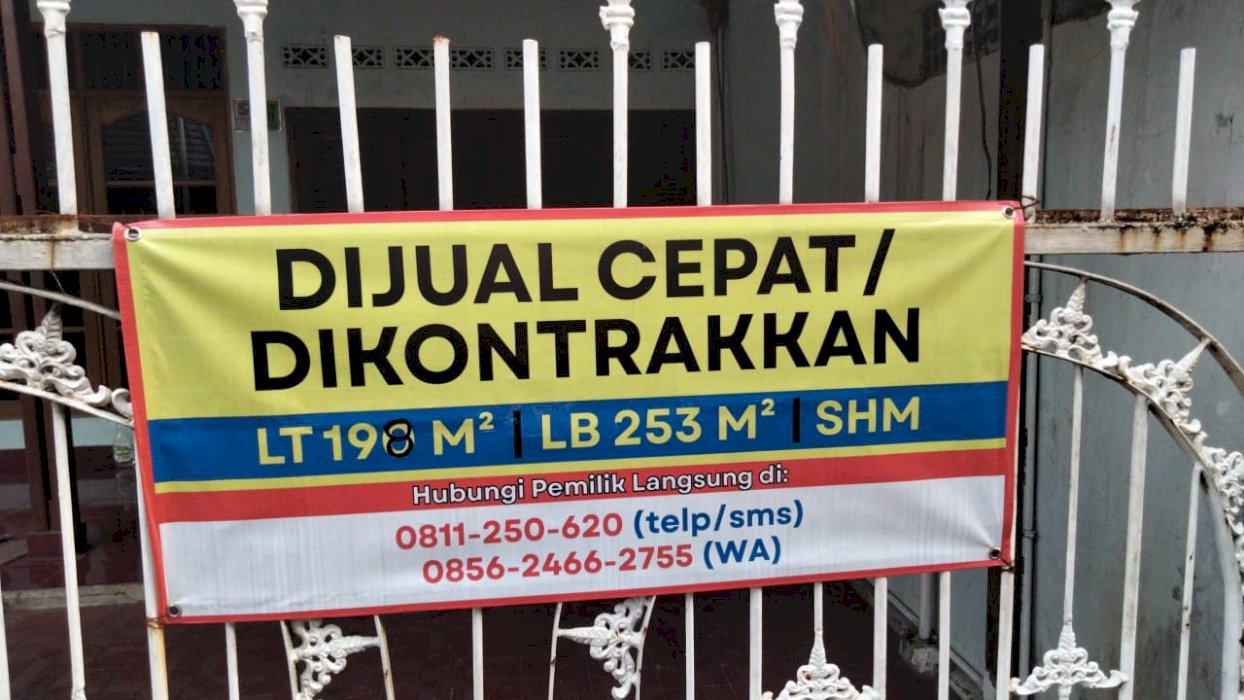 DIJUAL CEPAT/
DIKONTRAKKAN
LT 198 M² | LB 253 M² | SHM
Hubungi Pemilik Langsung di:
0811-250-620 (telp/sms)
0856-2466-2755 (WA)